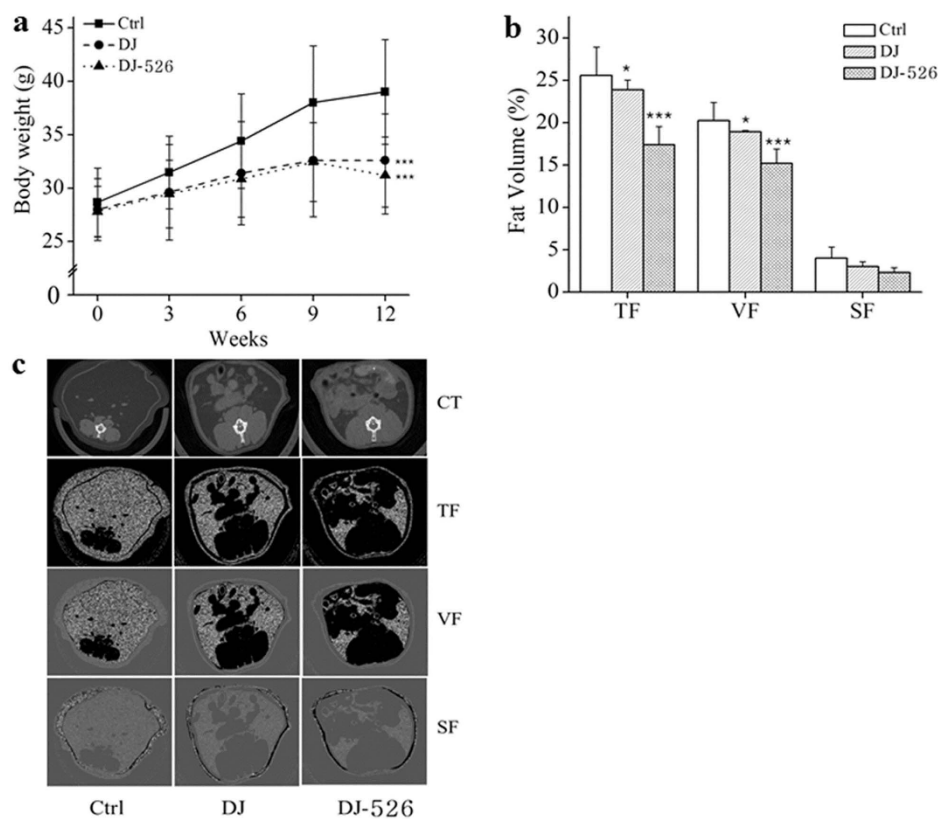 a
45
40
35
30
25
0
Body weight (g)
Ctrl
DJ
DJ-526
***
***
0 3 6 9 12
Weeks
b
30
25
20
15
10
5
0
Fat Volume (%)
Ctrl
DJ
DJ-526
*
***
*
***
TF VF SF
c
CT
TF
VF
SF
Ctrl DJ DJ-526